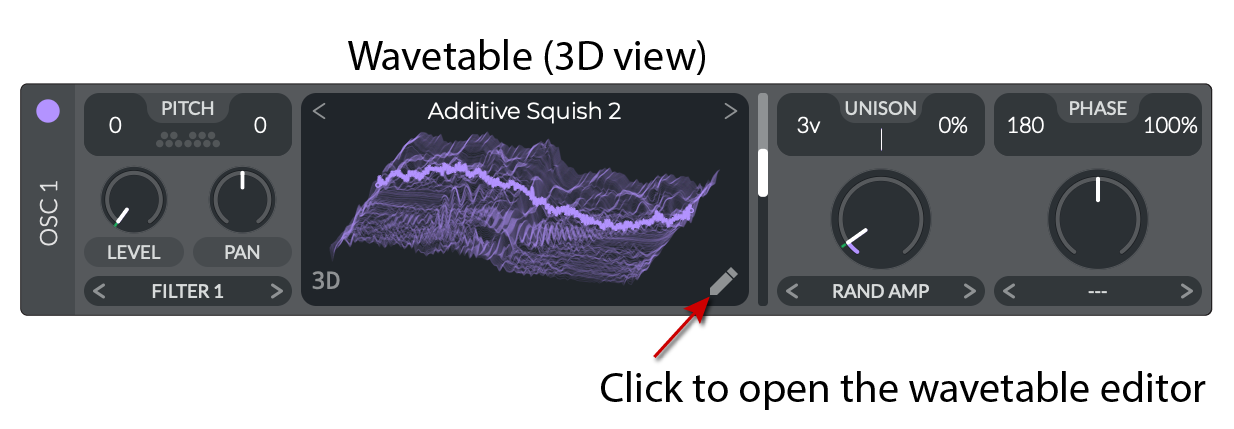 Wavetable (3D view)
OSC 1
PITCH
0 0
LEVEL PAN
< FILTER 1 >
< Additive Squish 2 >
3D
UNISON
3v 0%
< RAND AMP >
PHASE
180 100%
< --- >
Click to open the wavetable editor